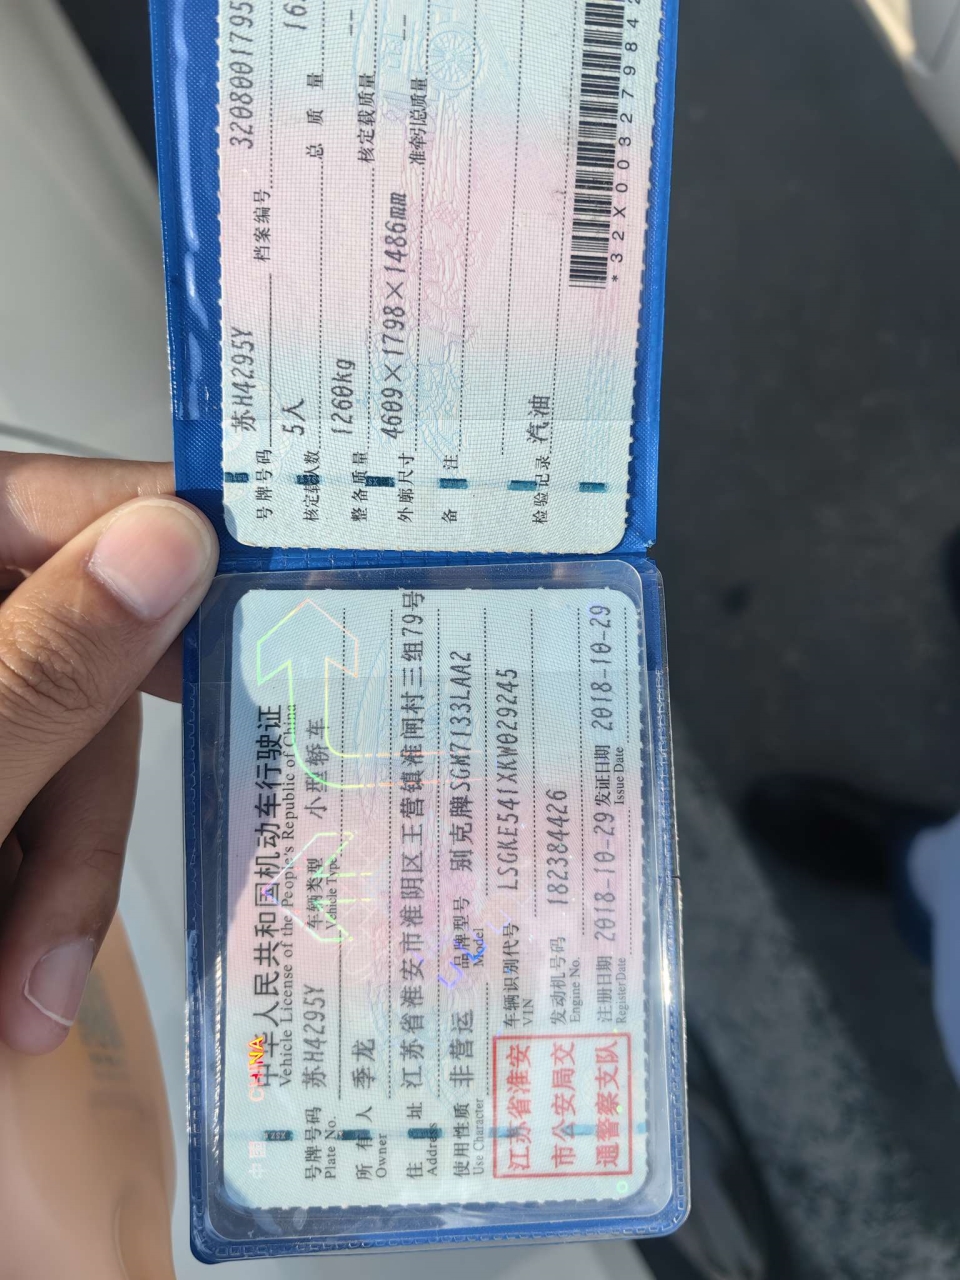 中国 CHINA
中华人民共和国机动车行驶证
Vehicle License of the People's Republic of China
号牌号码 苏H4295Y 车辆类型 小型轿车
Plate No. Vehicle Type
所有人 李龙
Owner
住址 江苏省淮安市淮阴区王营镇淮闸村三组79号
Address
使用性质 非营运 品牌型号 别克牌SGM7133LAA2
Use Character Model
江苏省淮安
市公安局交
通警察支队
车辆识别代号 LSGKE541XKW029245
VIN
发动机号码 182384426
Engine No.
注册日期 2018-10-29 发证日期 2018-10-29
Register Date Issue Date
号牌号码 苏H4295Y 档案编号 3208001795
核定载人数 5人 总质量 16
整备质量 1260kg 核定载质量 --
外廓尺寸 4609×1798×1486mm 准牵引总质量 --
备注
检验记录 汽油
*32X00327984